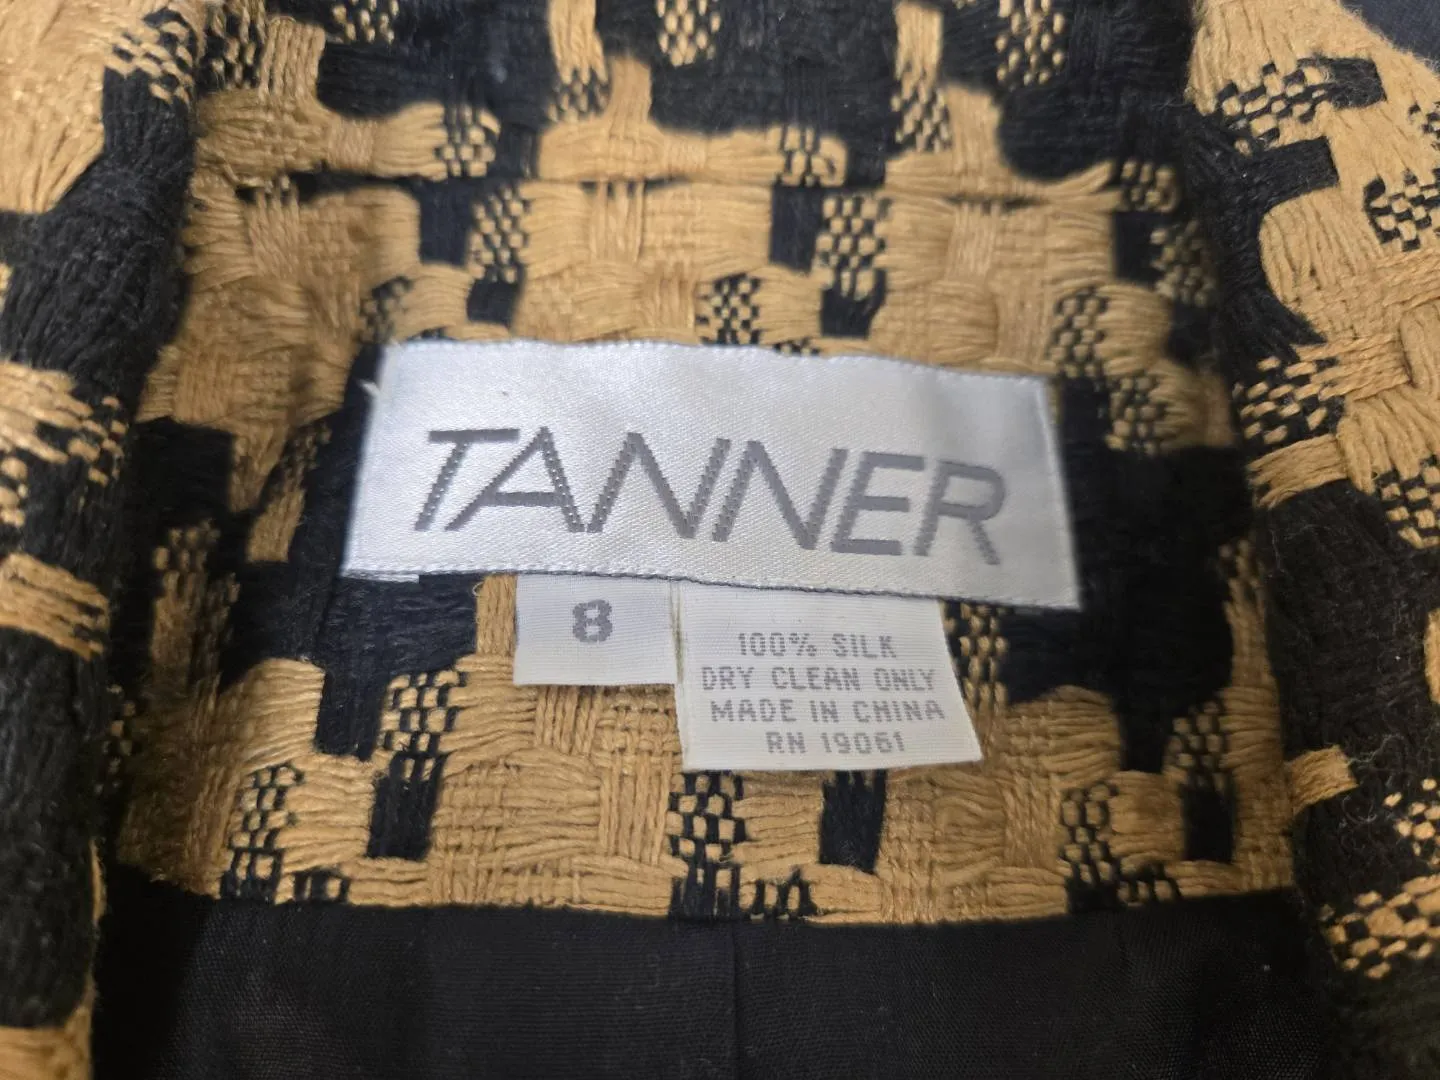 TANNER
8
100% SILK
DRY CLEAN ONLY
MADE IN CHINA
RN 19061